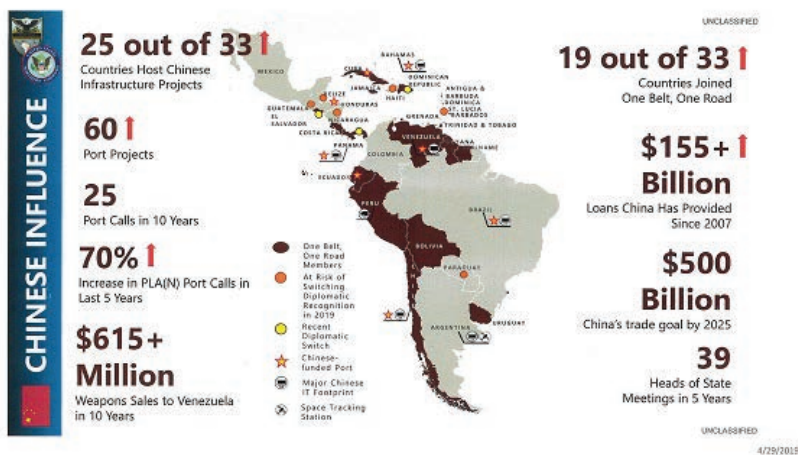 UNCLASSIFIED
CHINESE INFLUENCE
25 out of 33
Countries Host Chinese
Infrastructure Projects
60
Port Projects
25
Port Calls in 10 Years
70%
Increase in PLA(N) Port Calls in
Last 5 Years
$615+
Million
Weapons Sales to Venezuela
in 10 Years
MEXICO
BAHAMAS
CUBA
DOMINICAN
REPUBLIC
JAMAICA
HAITI
BELIZE
HONDURAS
GUATEMALA
EL
SALVADOR
NICARAGUA
COSTA RICA
PANAMA
ANTIGUA &
BARBUDA
DOMINICA
ST. LUCIA
BARBADOS
GRENADA
TRINIDAD & TOBAGO
VENEZUELA
COLOMBIA
ECUADOR
PERU
BRAZIL
BOLIVIA
PARAGUAY
ARGENTINA
URUGUAY
One Belt,
One Road
Members
At Risk of
Switching
Diplomatic
Recognition
in 2019
Recent
Diplomatic
Switch
Chinese-
funded Port
Major Chinese
IT Footprint
Space Tracking
Station
19 out of 33
Countries Joined
One Belt, One Road
$155+
Billion
Loans China Has Provided
Since 2007
$500
Billion
China's trade goal by 2025
39
Heads of State
Meetings in 5 Years
UNCLASSIFIED
4/29/2019